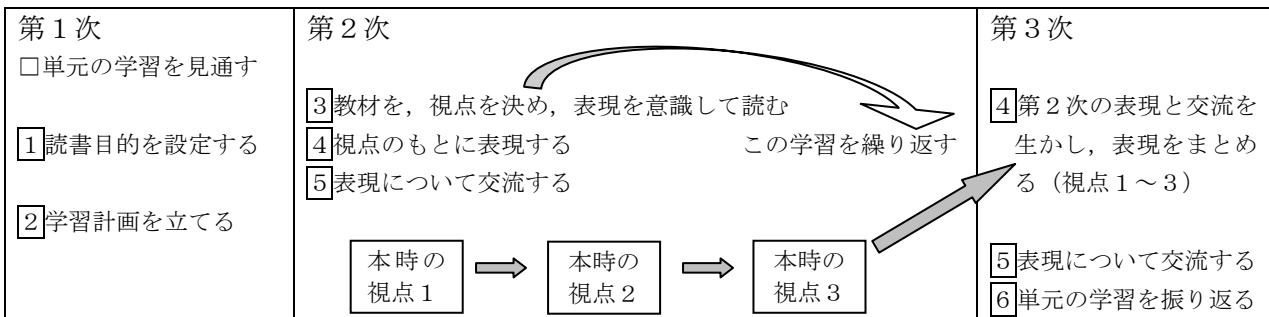 第1次
□単元の学習を見通す
1読書目的を設定する
2学習計画を立てる
第2次
3教材を,視点を決め,表現を意識して読む
4視点のもとに表現する
この学習を繰り返す
5表現について交流する
本時の
視点1
本時の
視点2
本時の
視点3
第3次
4第2次の表現と交流を
生かし,表現をまとめ
る(視点1~3)
5表現について交流する
6単元の学習を振り返る